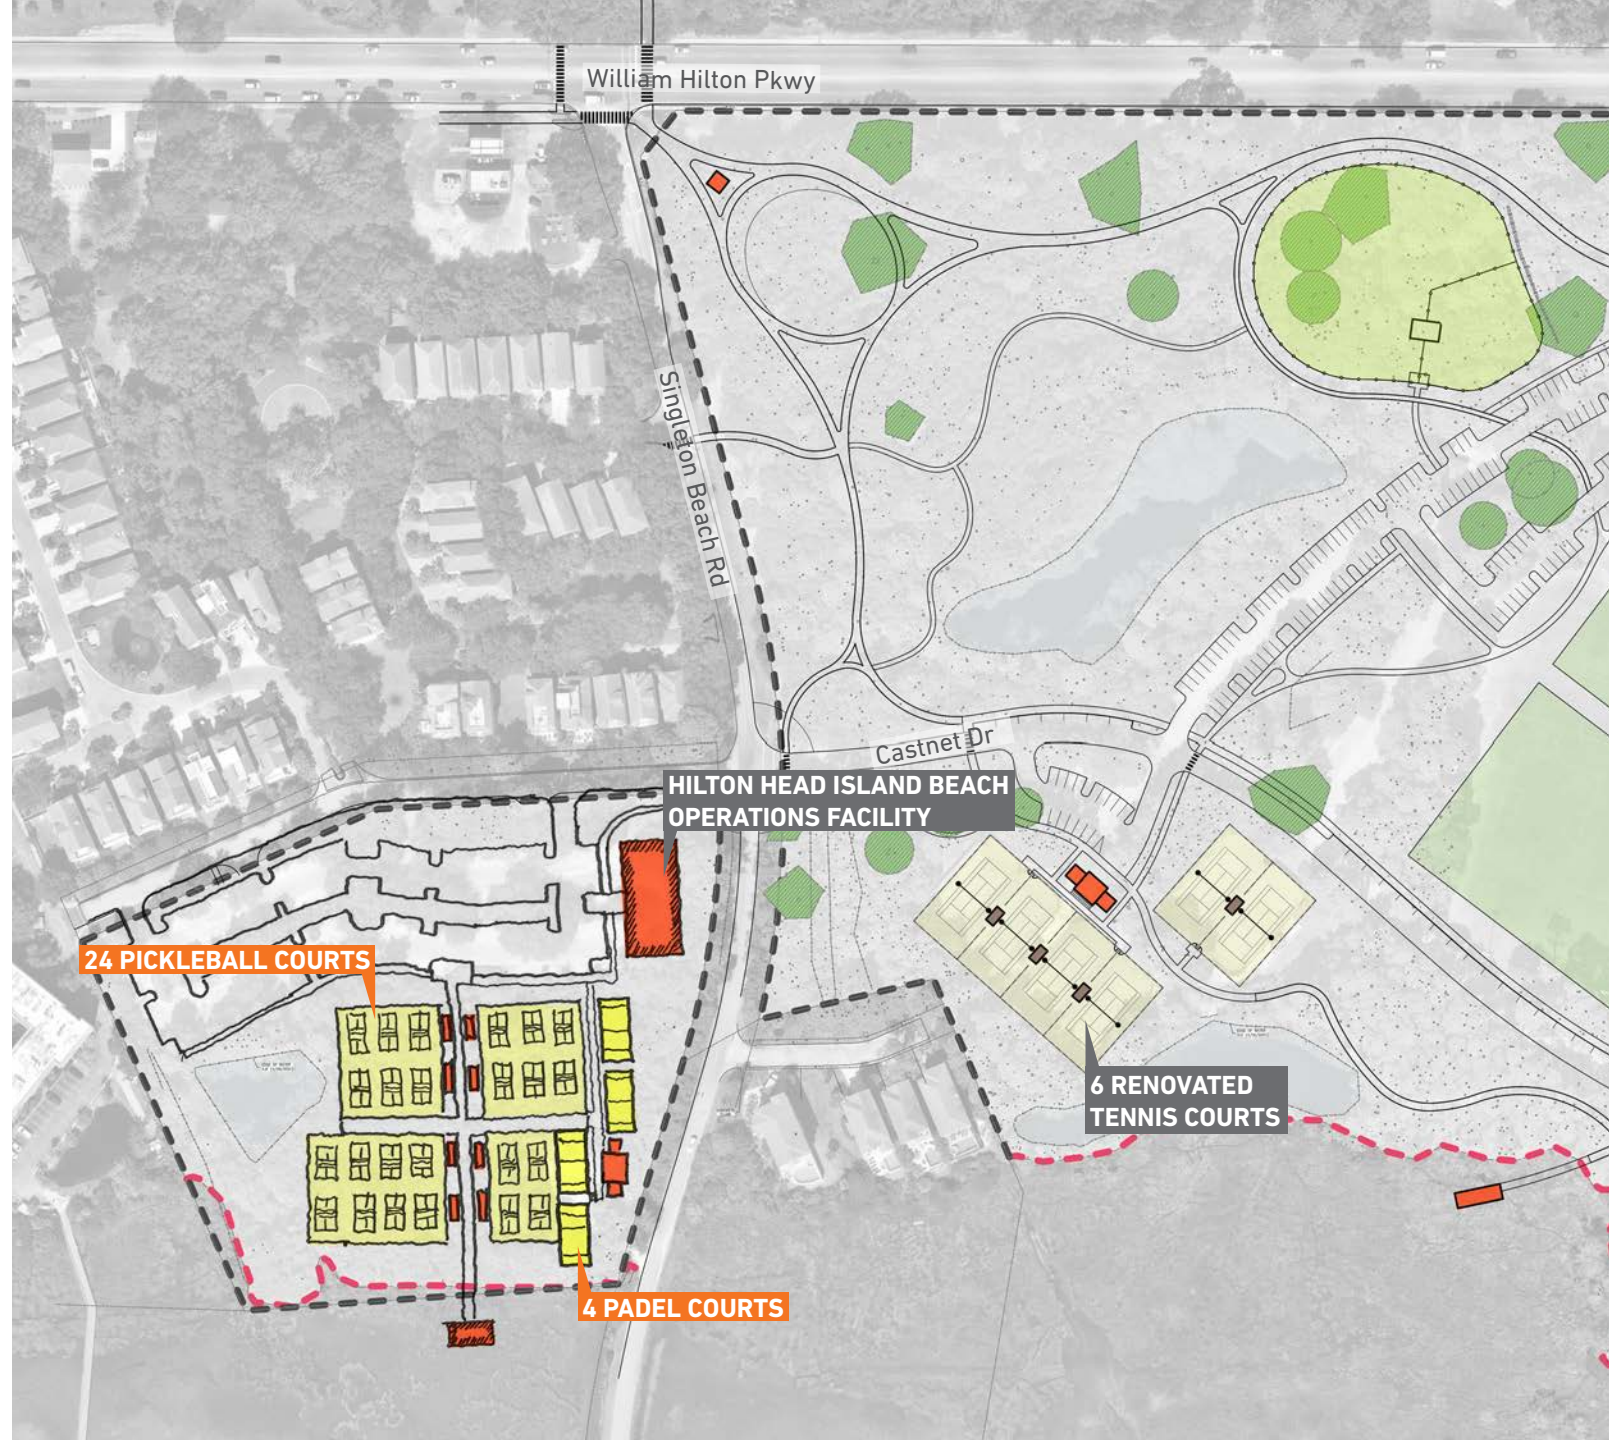 William Hilton Pkwy
Singleton Beach Rd
Castnet Dr
HILTON HEAD ISLAND BEACH
OPERATIONS FACILITY
24 PICKLEBALL COURTS
6 RENOVATED
TENNIS COURTS
4 PADEL COURTS